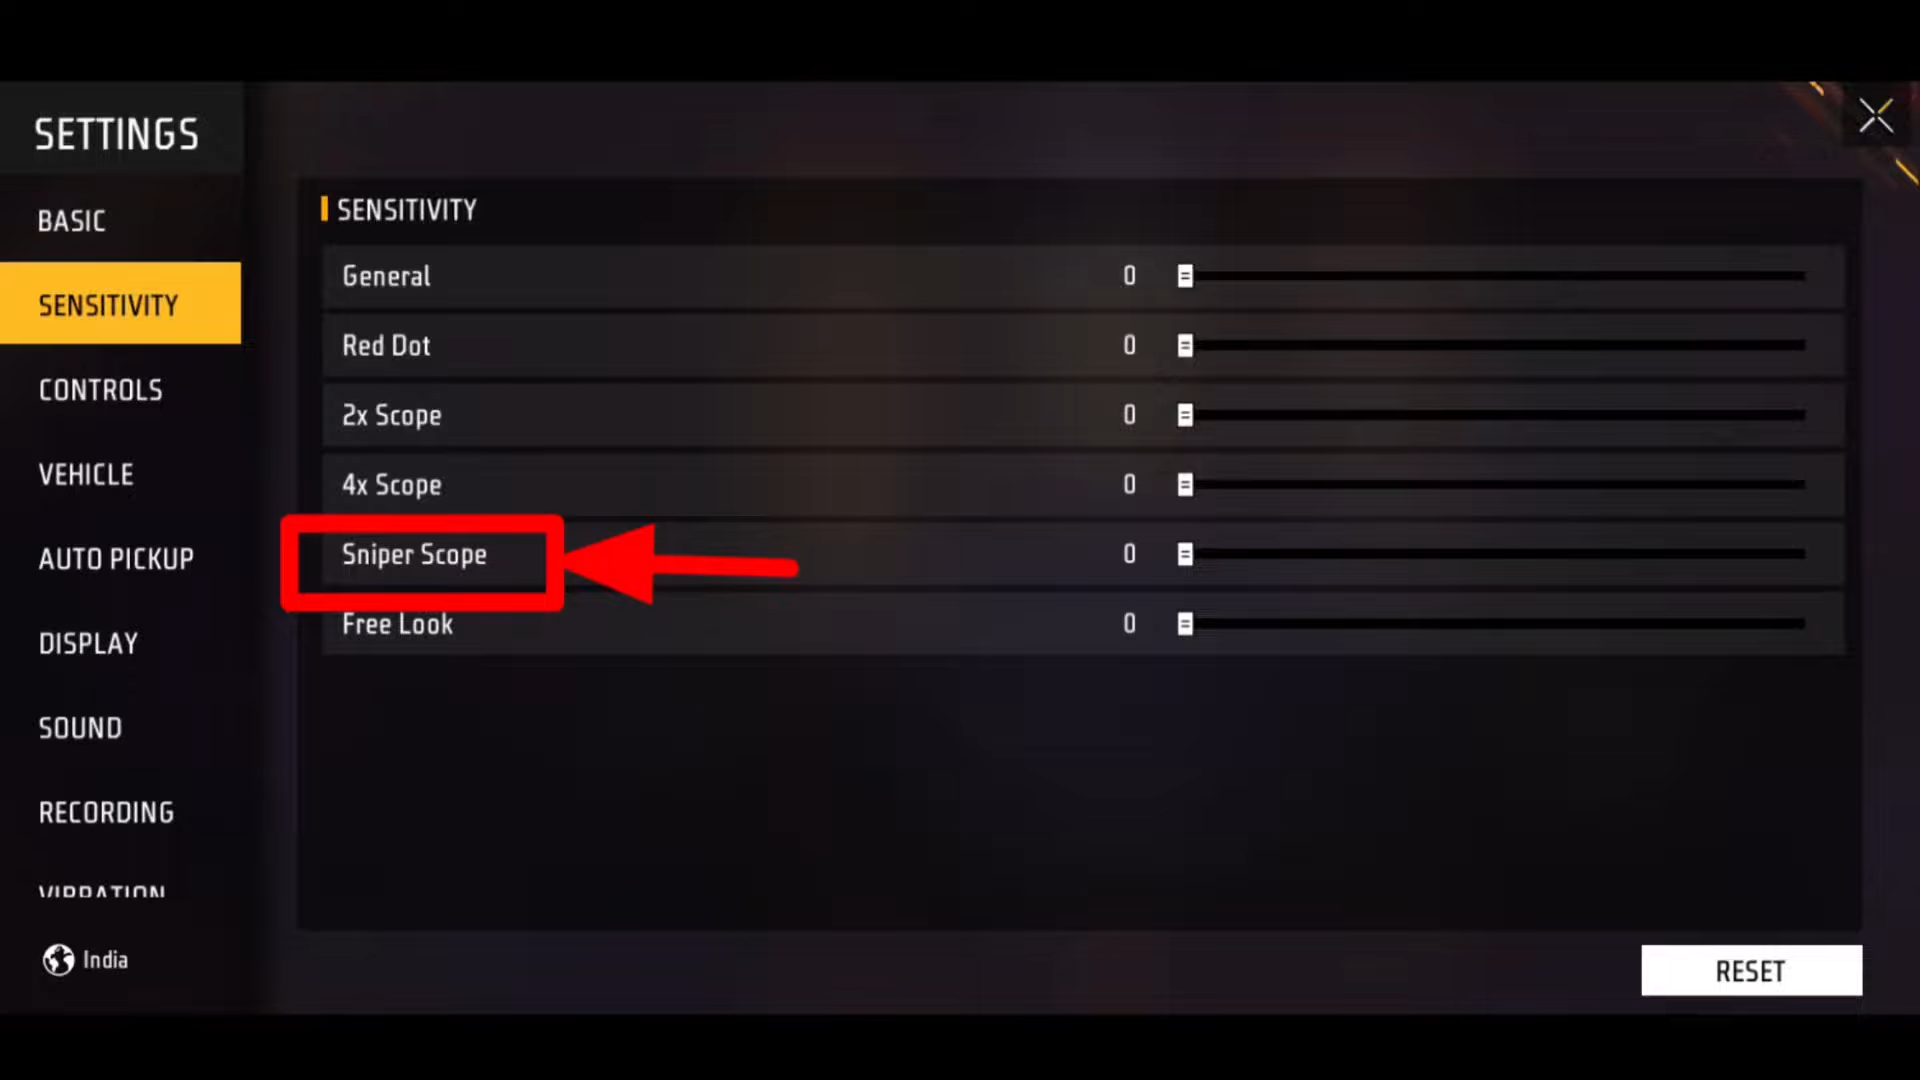 SETTINGS
BASIC
SENSITIVITY
CONTROLS
VEHICLE
AUTO PICKUP
DISPLAY
SOUND
RECORDING
VIBRATION
India
SENSITIVITY
General 0
Red Dot 0
2x Scope 0
4x Scope 0
Sniper Scope 0
Free Look 0
RESET